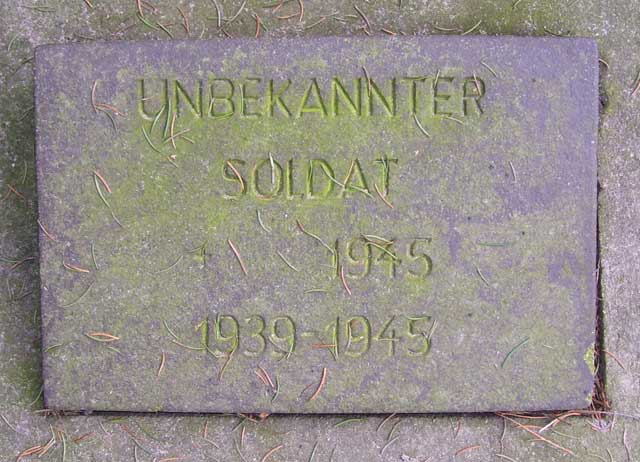 UNBEKANNTER
SOLDAT
† 1945
1939-1945